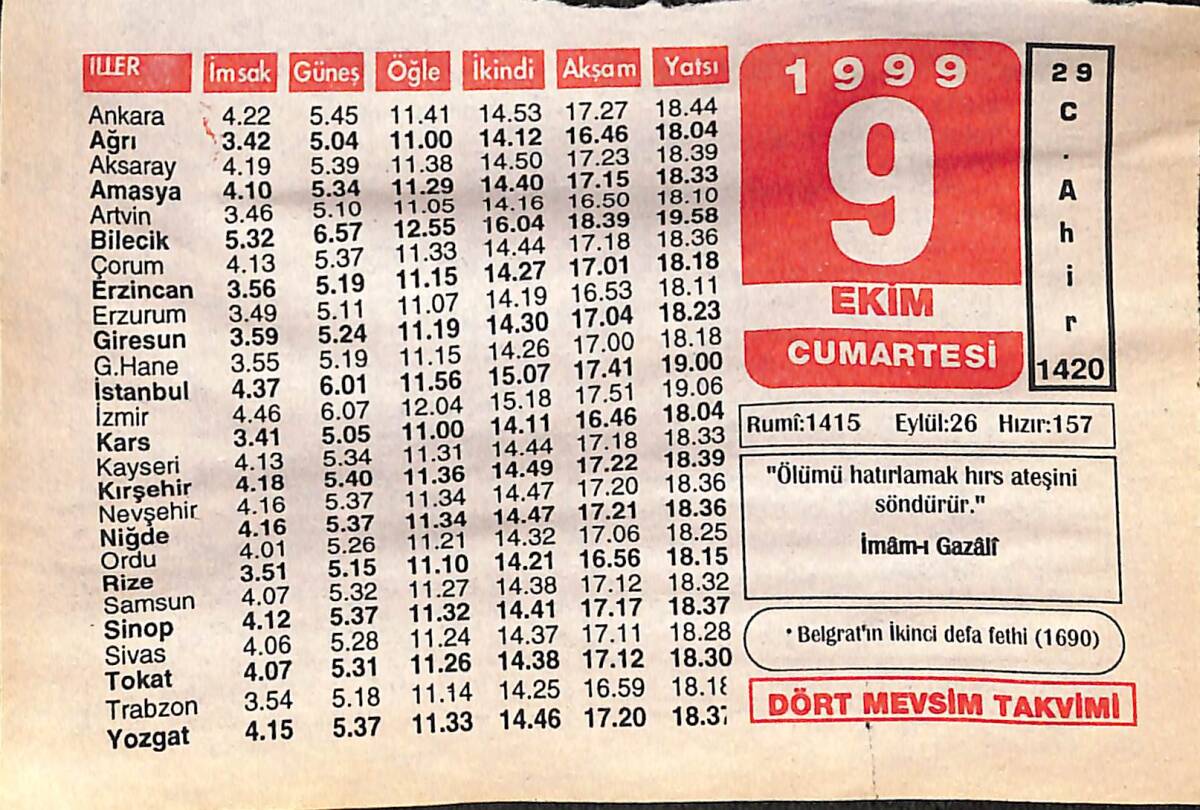 İLLER İmsak Güneş Öğle İkindi Akşam Yatsı
Ankara 4.22 5.45 11.41 14.53 17.27 18.44
Ağrı 3.42 5.04 11.00 14.12 16.46 18.04
Aksaray 4.19 5.39 11.38 14.50 17.23 18.39
Amasya 4.10 5.34 11.29 14.40 17.15 18.33
Artvin 3.46 5.10 11.05 14.16 16.50 18.10
Bilecik 5.32 6.57 12.55 16.04 18.39 19.58
Çorum 4.13 5.37 11.33 14.44 17.18 18.36
Erzincan 3.56 5.19 11.15 14.27 17.01 18.18
Erzurum 3.49 5.11 11.07 14.19 16.53 18.11
Giresun 3.59 5.24 11.19 14.30 17.04 18.23
G.Hane 3.55 5.19 11.15 14.26 17.00 18.18
İstanbul 4.37 6.01 11.56 15.07 17.41 19.00
İzmir 4.46 6.07 12.04 15.18 17.51 19.06
Kars 3.41 5.05 11.00 14.11 16.46 18.04
Kayseri 4.13 5.34 11.31 14.44 17.18 18.33
Kırşehir 4.18 5.40 11.36 14.49 17.22 18.39
Nevşehir 4.16 5.37 11.34 14.47 17.20 18.36
Niğde 4.16 5.37 11.34 14.47 17.21 18.36
Ordu 4.01 5.26 11.21 14.32 17.06 18.25
Rize 3.51 5.15 11.10 14.21 16.56 18.15
Samsun 4.07 5.32 11.27 14.38 17.12 18.32
Sinop 4.12 5.37 11.32 14.41 17.17 18.37
Sivas 4.06 5.28 11.24 14.37 17.11 18.28
Tokat 4.07 5.31 11.26 14.38 17.12 18.30
Trabzon 3.54 5.18 11.14 14.25 16.59 18.18
Yozgat 4.15 5.37 11.33 14.46 17.20 18.37
1999
9
EKİM
CUMARTESİ
29
C
.
A
h
i
r
1420
Rumî:1415 Eylül:26 Hızır:157
"Ölümü hatırlamak hırs ateşini
söndürür."
İmâm-ı Gazâlî
• Belgrat'ın İkinci defa fethi (1690)
DÖRT MEVSİM TAKVİMİ